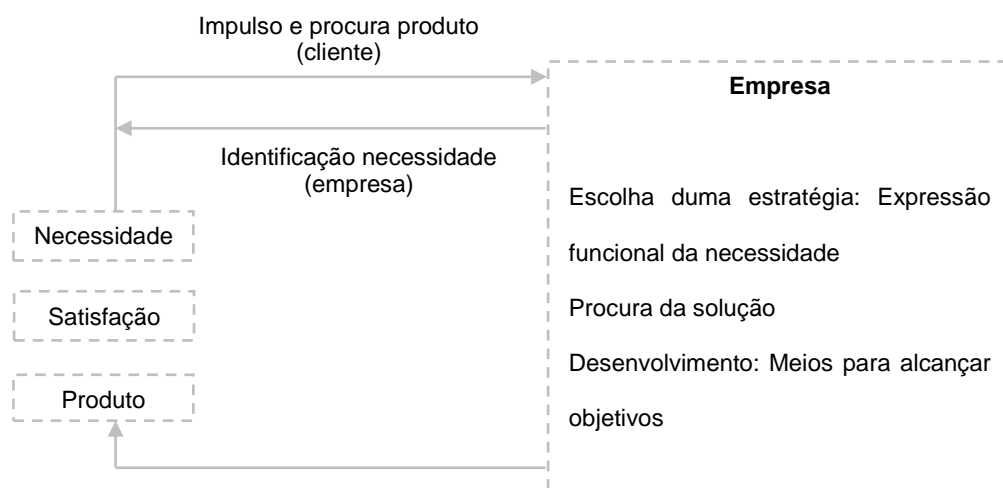 Impulso e procura produto
(cliente)
Empresa
Identificação necessidade
(empresa)
Escolha duma estratégia: Expressão
funcional da necessidade
Necessidade
Satisfação
Procura da solução
Desenvolvimento: Meios para alcançar
objetivos
Produto